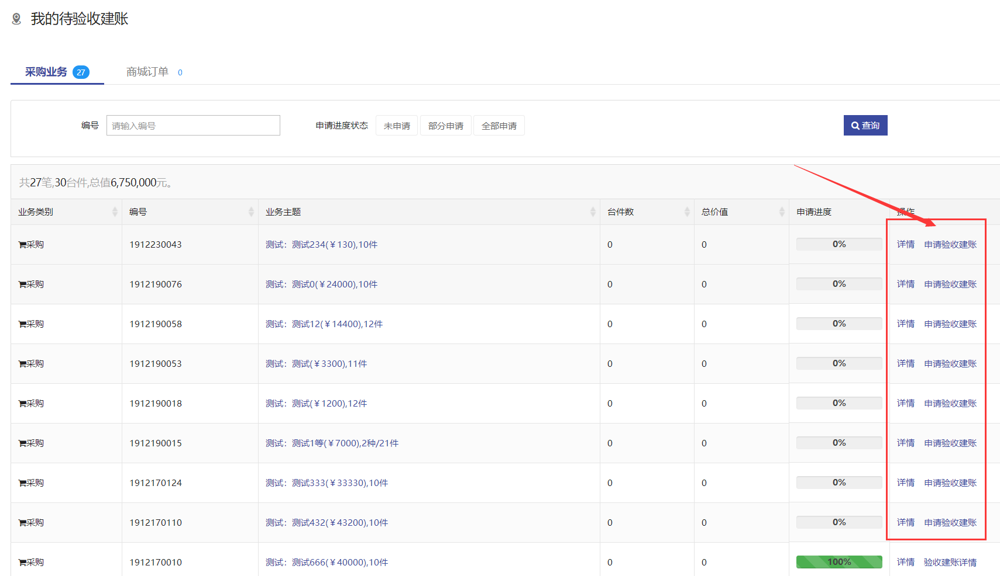 我的待验收建账
采购业务 27 商城订单 0
编号 请输入编号 申请进度状态 未申请 部分申请 全部申请 查询
共27笔,30台件,总值6,750,000元。
业务类别 编号 业务主题 台件数 总价值 申请进度 操作
采购 1912230043 测试：测试234(￥130),10件 0 0 0% 详情 申请验收建账
采购 1912190076 测试：测试0(￥24000),10件 0 0 0% 详情 申请验收建账
采购 1912190058 测试：测试12(￥14400),12件 0 0 0% 详情 申请验收建账
采购 1912190053 测试：测试(￥3300),11件 0 0 0% 详情 申请验收建账
采购 1912190018 测试：测试(￥1200),12件 0 0 0% 详情 申请验收建账
采购 1912190015 测试：测试1等(￥7000),2种/21件 0 0 0% 详情 申请验收建账
采购 1912170124 测试：测试333(￥33330),10件 0 0 0% 详情 申请验收建账
采购 1912170110 测试：测试432(￥43200),10件 0 0 0% 详情 申请验收建账
采购 1912170010 测试：测试666(￥40000),10件 0 0 100% 详情 验收建账详情